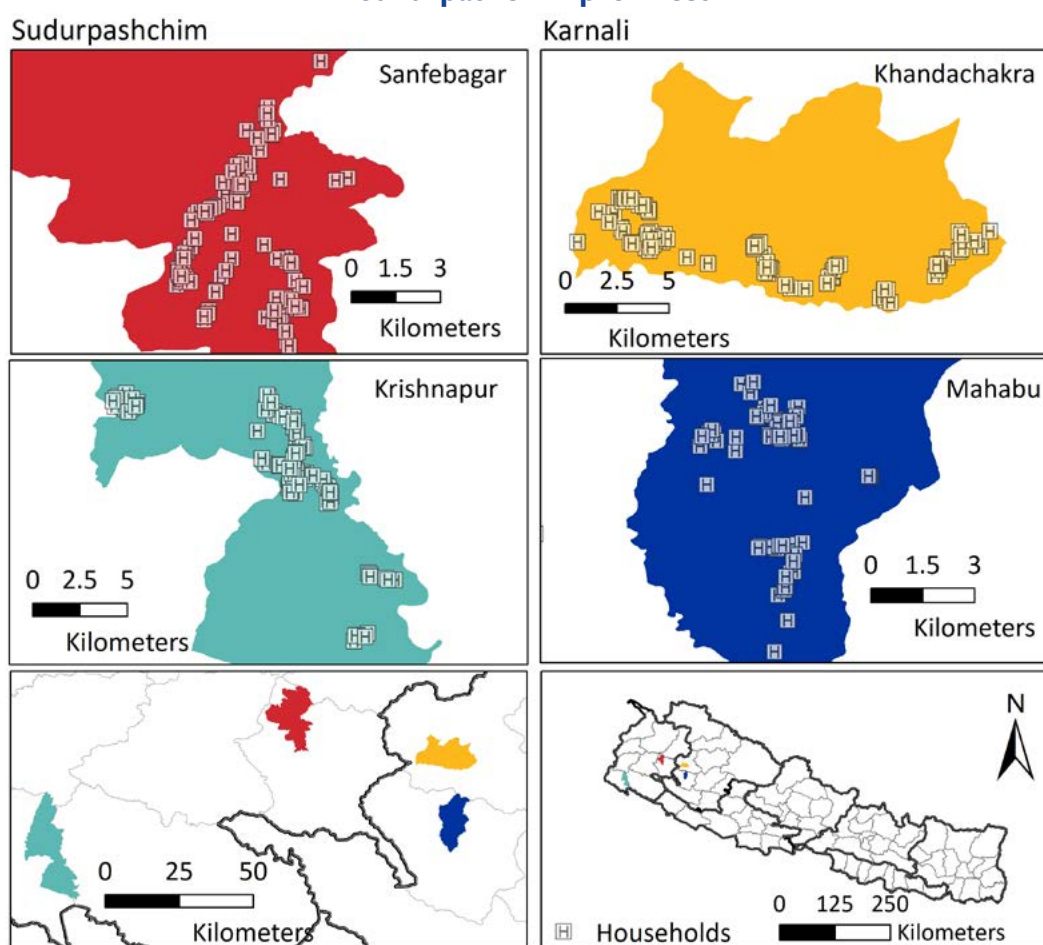 Sudurpashchim
Karnali
Sanfebagar
0 1.5 3
Kilometers
Khandachakra
0 2.5 5
Kilometers
Krishnapur
0 2.5 5
Kilometers
Mahabu
0 1.5 3
Kilometers
0 25 50
Kilometers
N
H Households
0 125 250
Kilometers